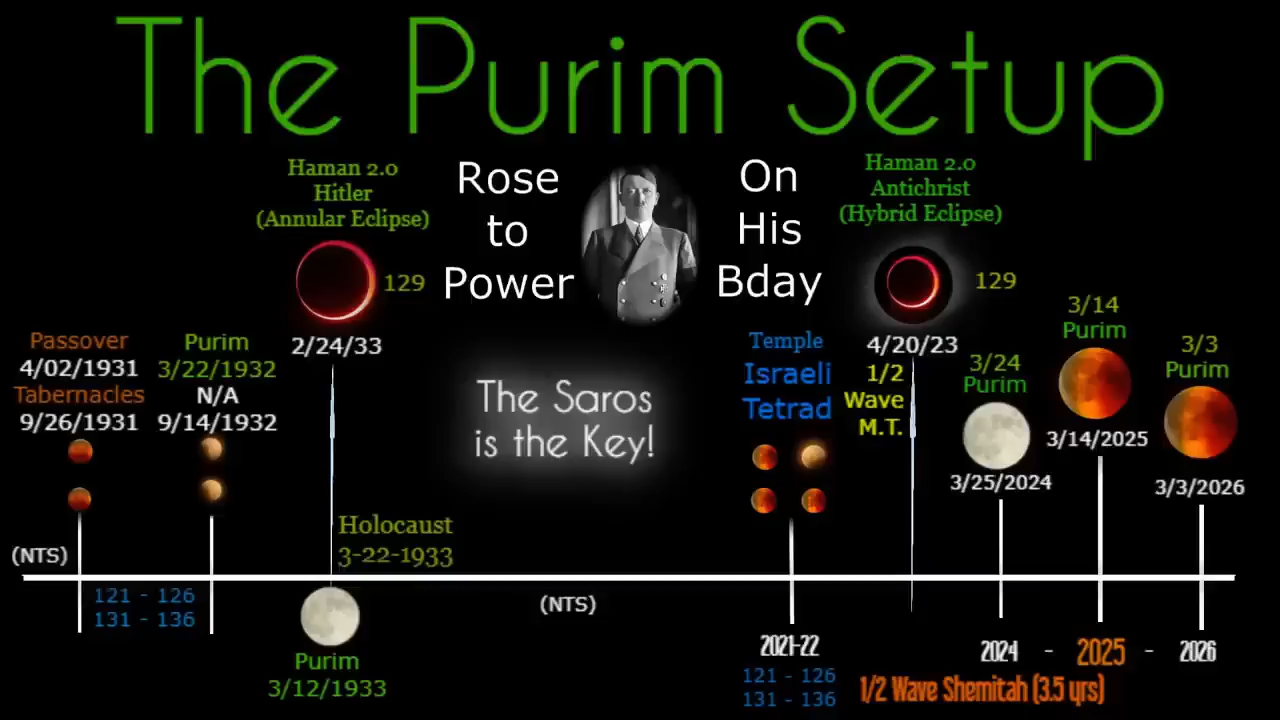 The Purim Setup
Haman 2.0
Hitler
(Annular Eclipse)
129
2/24/33
Rose
to
Power
On
His
Bday
Haman 2.0
Antichrist
(Hybrid Eclipse)
129
4/20/23
Passover
4/02/1931
Tabernacles
9/26/1931
Purim
3/22/1932
N/A
9/14/1932
The Saros
is the Key!
Temple
Israeli
Tetrad
1/2
Wave
M.T.
3/24
Purim
3/25/2024
3/14
Purim
3/14/2025
3/3
Purim
3/3/2026
Holocaust
3-22-1933
(NTS)
(NTS)
121 - 126
131 - 136
Purim
3/12/1933
2021-22
121 - 126
131 - 136
2024 - 2025 - 2026
1/2 Wave Shemitah (3.5 yrs)